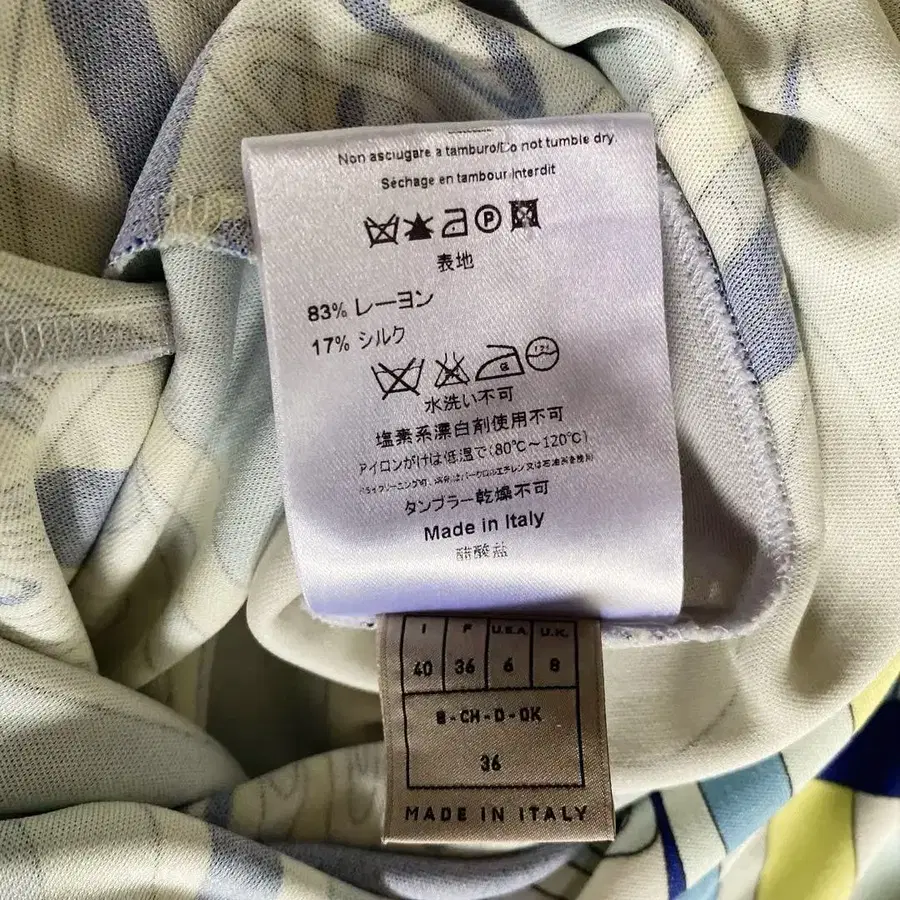 Non asciugare a tamburo/Do not tumble dry.
Séchage en tambour interdit
P
表地
83% レーヨン
17% シルク
水洗い不可
塩素系漂白剤使用不可
アイロンがけは低温で(80℃～120℃)
タンブラー乾燥不可
Made in Italy
I F U.S.A. U.K.
40 36 6 8
B-CH-D-DK
36
MADE IN ITALY